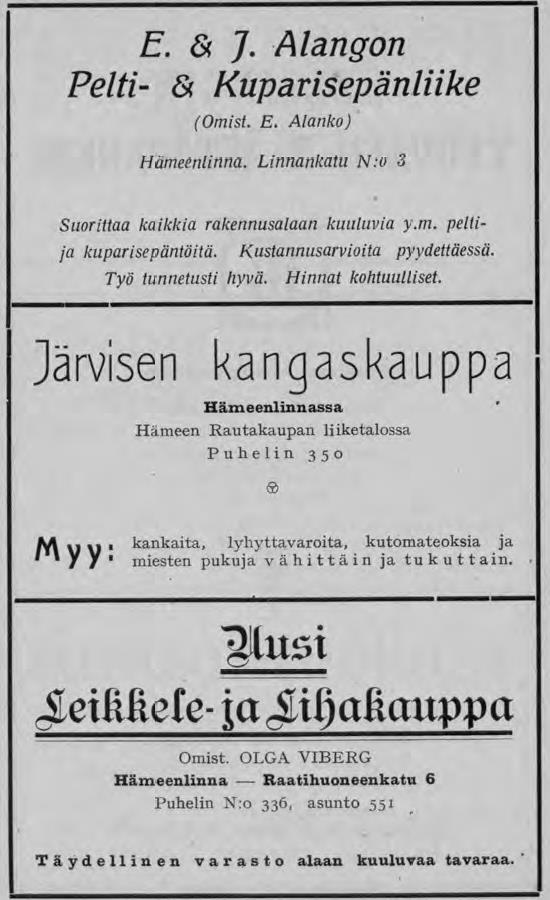 E. & J. Alangon
Pelti- & Kuparisepänliike
(Omist. E. Alanko)
Hämeenlinna. Linnankatu N:o 3
Suorittaa kaikkia rakennusalaan kuuluvia y.m. pelti-
ja kuparisepäntöitä. Kustannusarvioita pyydettäessä.
Työ tunnetusti hyvä. Hinnat kohtuulliset.
Järvisen kangaskauppa
Hämeenlinnassa
Hämeen Rautakaupan liiketalossa
Puhelin 350
Myy: kankaita, lyhyttavaroita, kutomateoksia ja
miesten pukuja vähittäin ja tukuttain.
Uusi
Leikkele- ja Lihakauppa
Omist. OLGA VIBERG
Hämeenlinna — Raatihuoneenkatu 6
Puhelin N:o 336, asunto 551
Täydellinen varasto alaan kuuluvaa tavaraa.